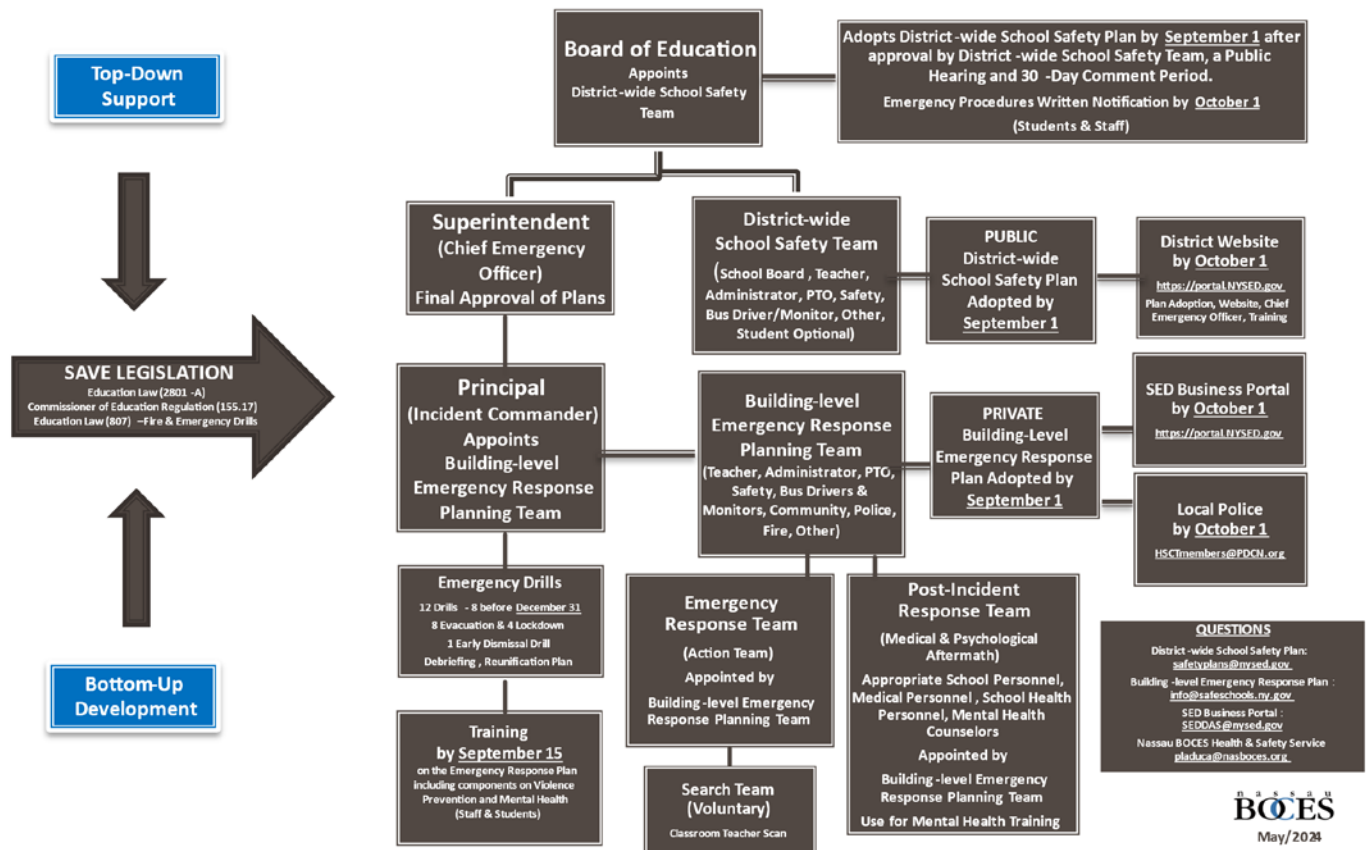 Top-Down
Support
Board of Education
Appoints
District-wide School Safety
Team
Adopts District -wide School Safety Plan by September 1 after
approval by District -wide School Safety Team, a Public
Hearing and 30 -Day Comment Period.
Emergency Procedures Written Notification by October 1
(Students & Staff)
Superintendent
(Chief Emergency
Officer)
Final Approval of Plans
District-wide
School Safety Team
(School Board , Teacher,
Administrator, PTO, Safety,
Bus Driver/Monitor, Other,
Student Optional)
PUBLIC
District-wide
School Safety Plan
Adopted by
September 1
District Website
by October 1
https://portal.NYSED.gov
Plan Adoption, Website, Chief
Emergency Officer, Training
SAVE LEGISLATION
Education Law (2801 -A)
Commissioner of Education Regulation (155.17)
Education Law (807) –Fire & Emergency Drills
Principal
(Incident Commander)
Appoints
Building-level
Emergency Response
Planning Team
Building-level
Emergency Response
Planning Team
(Teacher, Administrator, PTO,
Safety, Bus Drivers &
Monitors, Community, Police,
Fire, Other)
PRIVATE
Building-Level
Emergency Response
Plan Adopted by
September 1
SED Business Portal
by October 1
https://portal.NYSED.gov
Local Police
by October 1
HSCTmembers@PDCN.org
Bottom-Up
Development
Emergency Drills
12 Drills - 8 before December 31
8 Evacuation & 4 Lockdown
1 Early Dismissal Drill
Debriefing , Reunification Plan
Training
by September 15
on the Emergency Response Plan
including components on Violence
Prevention and Mental Health
(Staff & Students)
Emergency
Response Team
(Action Team)
Appointed by
Building-level Emergency
Response Planning Team
Search Team
(Voluntary)
Classroom Teacher Scan
Post-Incident
Response Team
(Medical & Psychological
Aftermath)
Appropriate School Personnel,
Medical Personnel , School Health
Personnel, Mental Health
Counselors
Appointed by
Building -level Emergency
Response Planning Team
Use for Mental Health Training
QUESTIONS
District -wide School Safety Plan:
safetyplans@nysed.gov
Building -level Emergency Response Plan :
info@safeschools.ny.gov
SED Business Portal :
SEDDAS@nysed.gov
Nassau BOCES Health & Safety Service
pladuca@nasboces.org
nassau
BOCES
May/2024